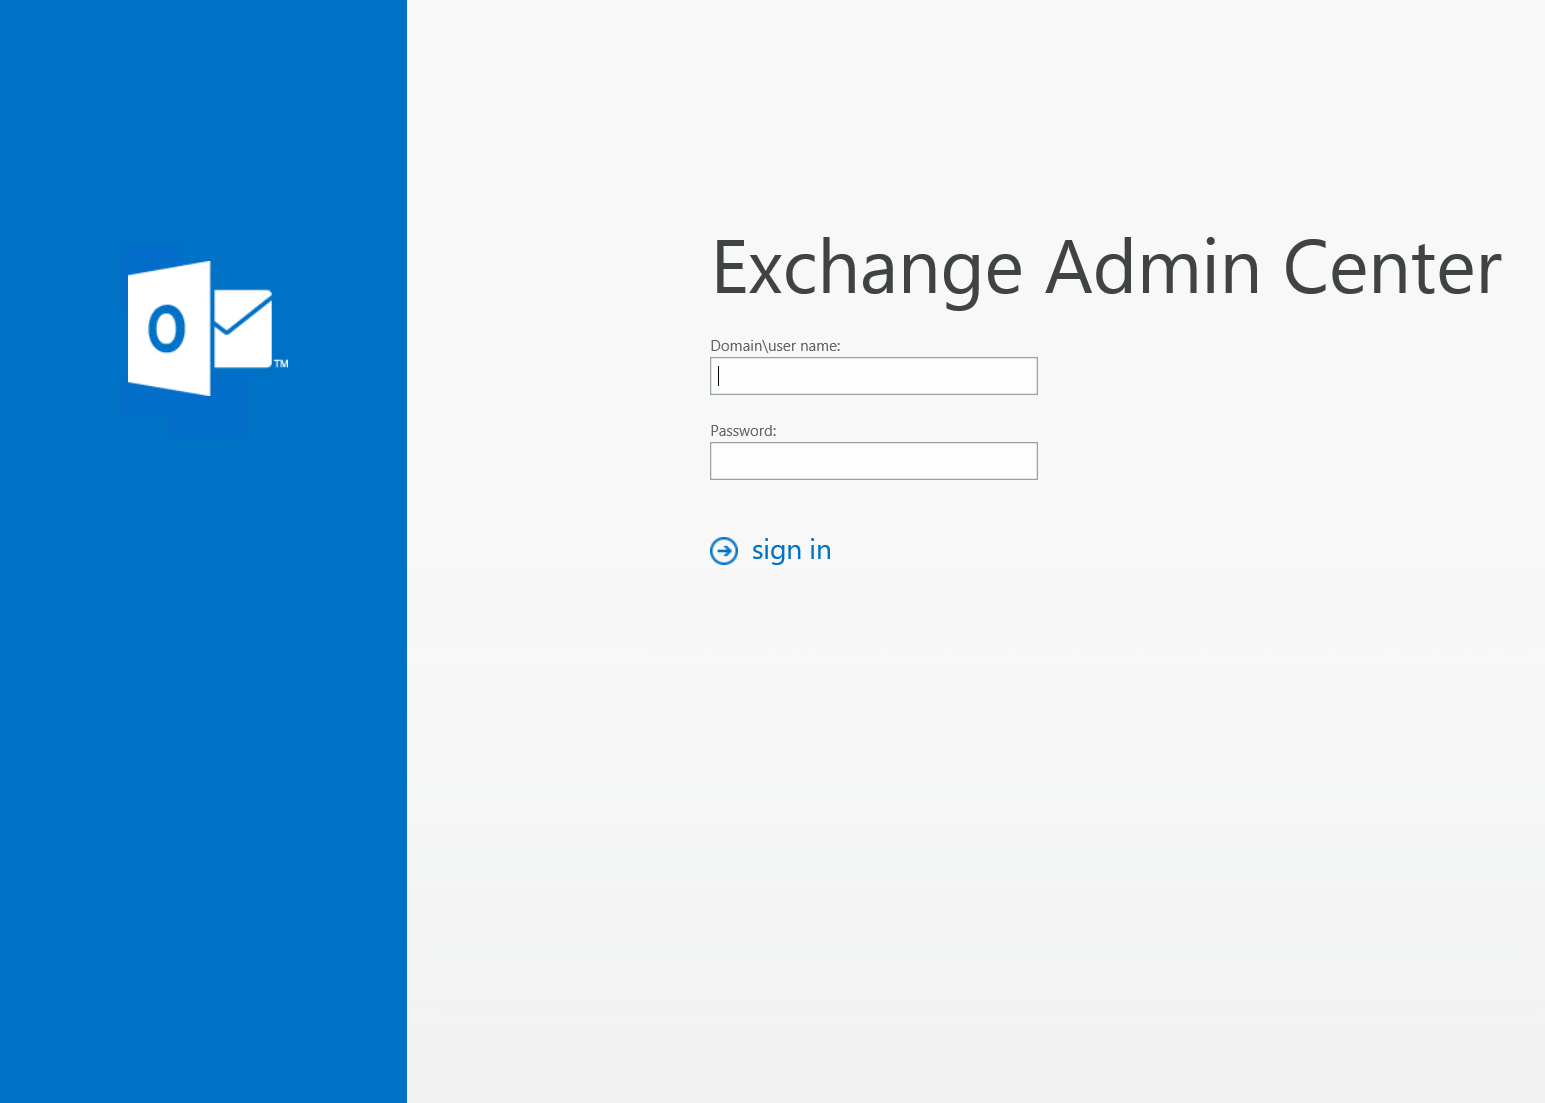 Exchange Admin Center
Domain\user name:
Password:
sign in
O
TM